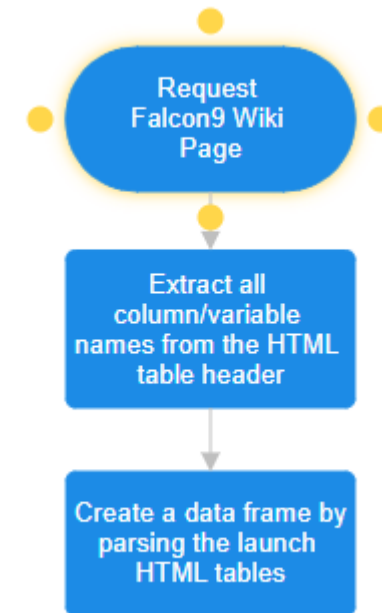 Request
Falcon9 Wiki
Page
Extract all
column/variable
names from the HTML
table header
Create a data frame by
parsing the launch
HTML tables